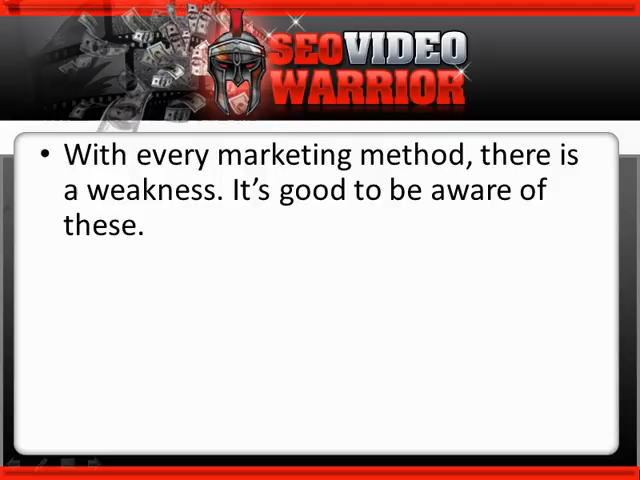 SEOVIDEO
WARRIOR
• With every marketing method, there is
a weakness. It’s good to be aware of
these.